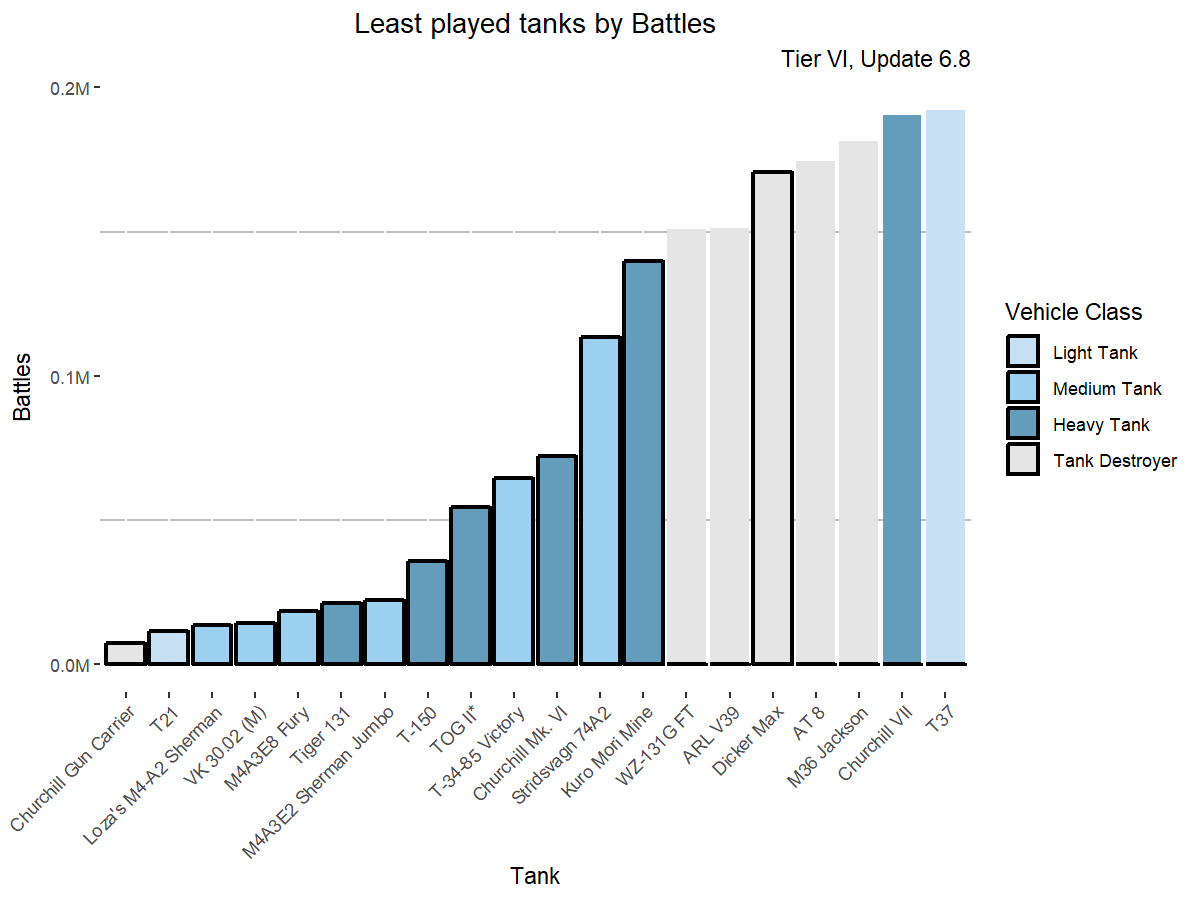 Least played tanks by Battles
Tier VI, Update 6.8
0.2M
0.1M
0.0M
Battles
Churchill Gun Carrier
T21
Loza's M4-A2 Sherman
VK 30.02 (M)
M4A3E8 Fury
Tiger 131
M4A3E2 Sherman Jumbo
T-150
TOG II*
T-34-85 Victory
Churchill Mk. VI
Stridsvagn 74A2
Kuro Mori Mine
WZ-131G FT
ARL V39
Dicker Max
AT 8
M36 Jackson
Churchill VII
T37
Tank
Vehicle Class
Light Tank
Medium Tank
Heavy Tank
Tank Destroyer